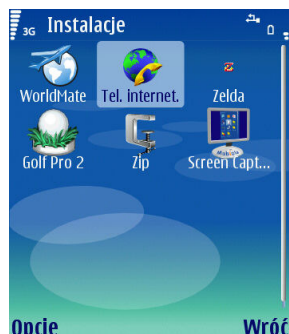 3G Instalacje
WorldMate Tel. internet. Zelda
Golf Pro 2 Zip Screen Capt...
Opcje Wróć